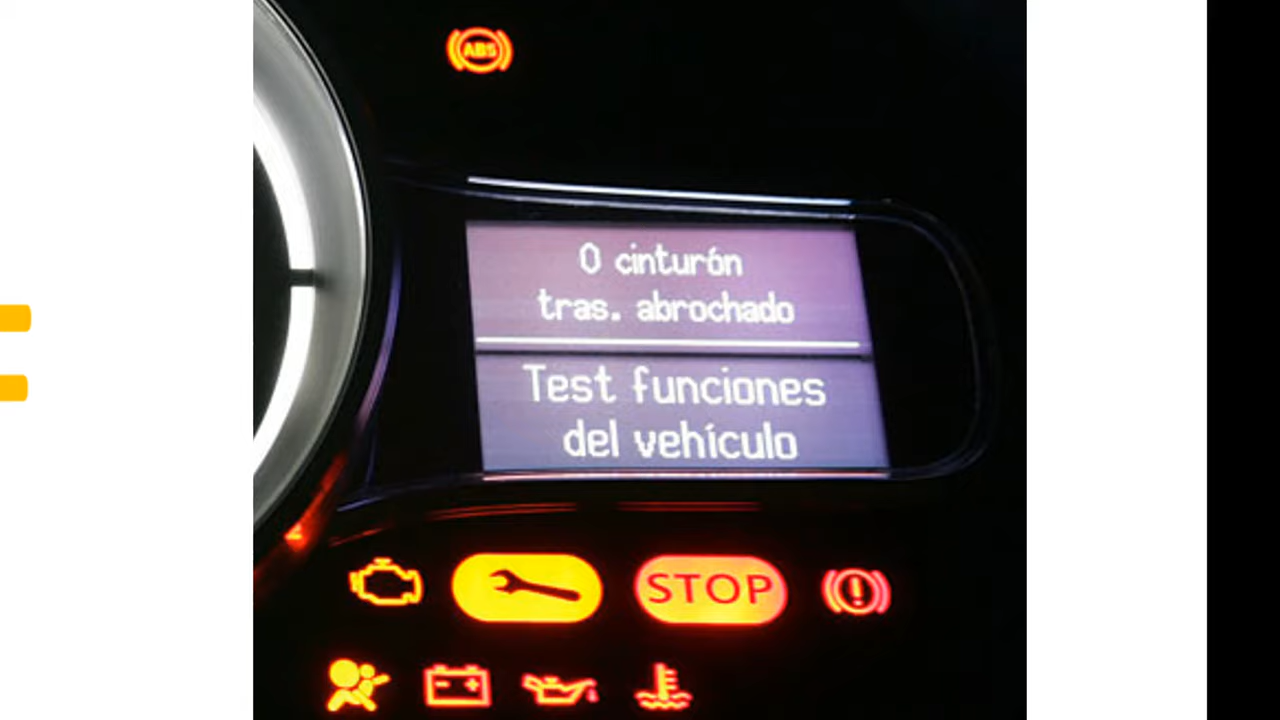 ABS
0 cinturón
tras. abrochado
Test funciones
del vehículo
STOP